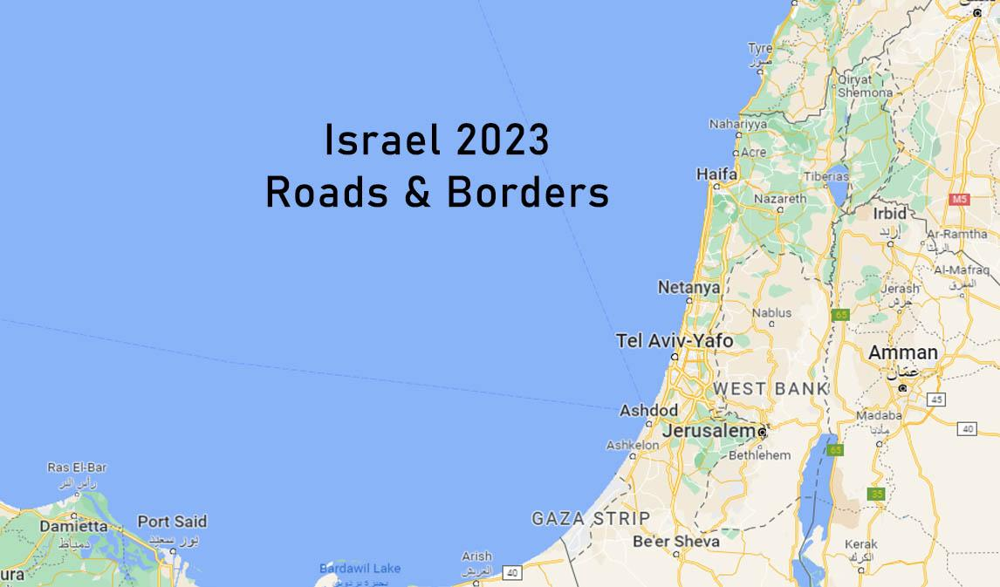 Israel 2023
Roads & Borders
Tyre
صور
Qiryat
Shemona
Nahariyya
Acre
Haifa
Tiberias
Nazareth
M5
Irbid
إربد
Ar-Ramtha
الرمثا
Al-Mafraq
المفرق
Netanya
Jerash
جرش
Nablus
65
Tel Aviv-Yafo
Amman
عمّان
WEST BANK
45
Ashdod
Madaba
مادبا
40
Jerusalem
Ashkelon
Bethlehem
65
Ras El-Bar
رأس البر
35
Damietta
دمياط
Port Said
بور سعيد
GAZA STRIP
Be'er Sheva
Kerak
الكرك
Arish
العريش
40
Bardawil Lake
ura